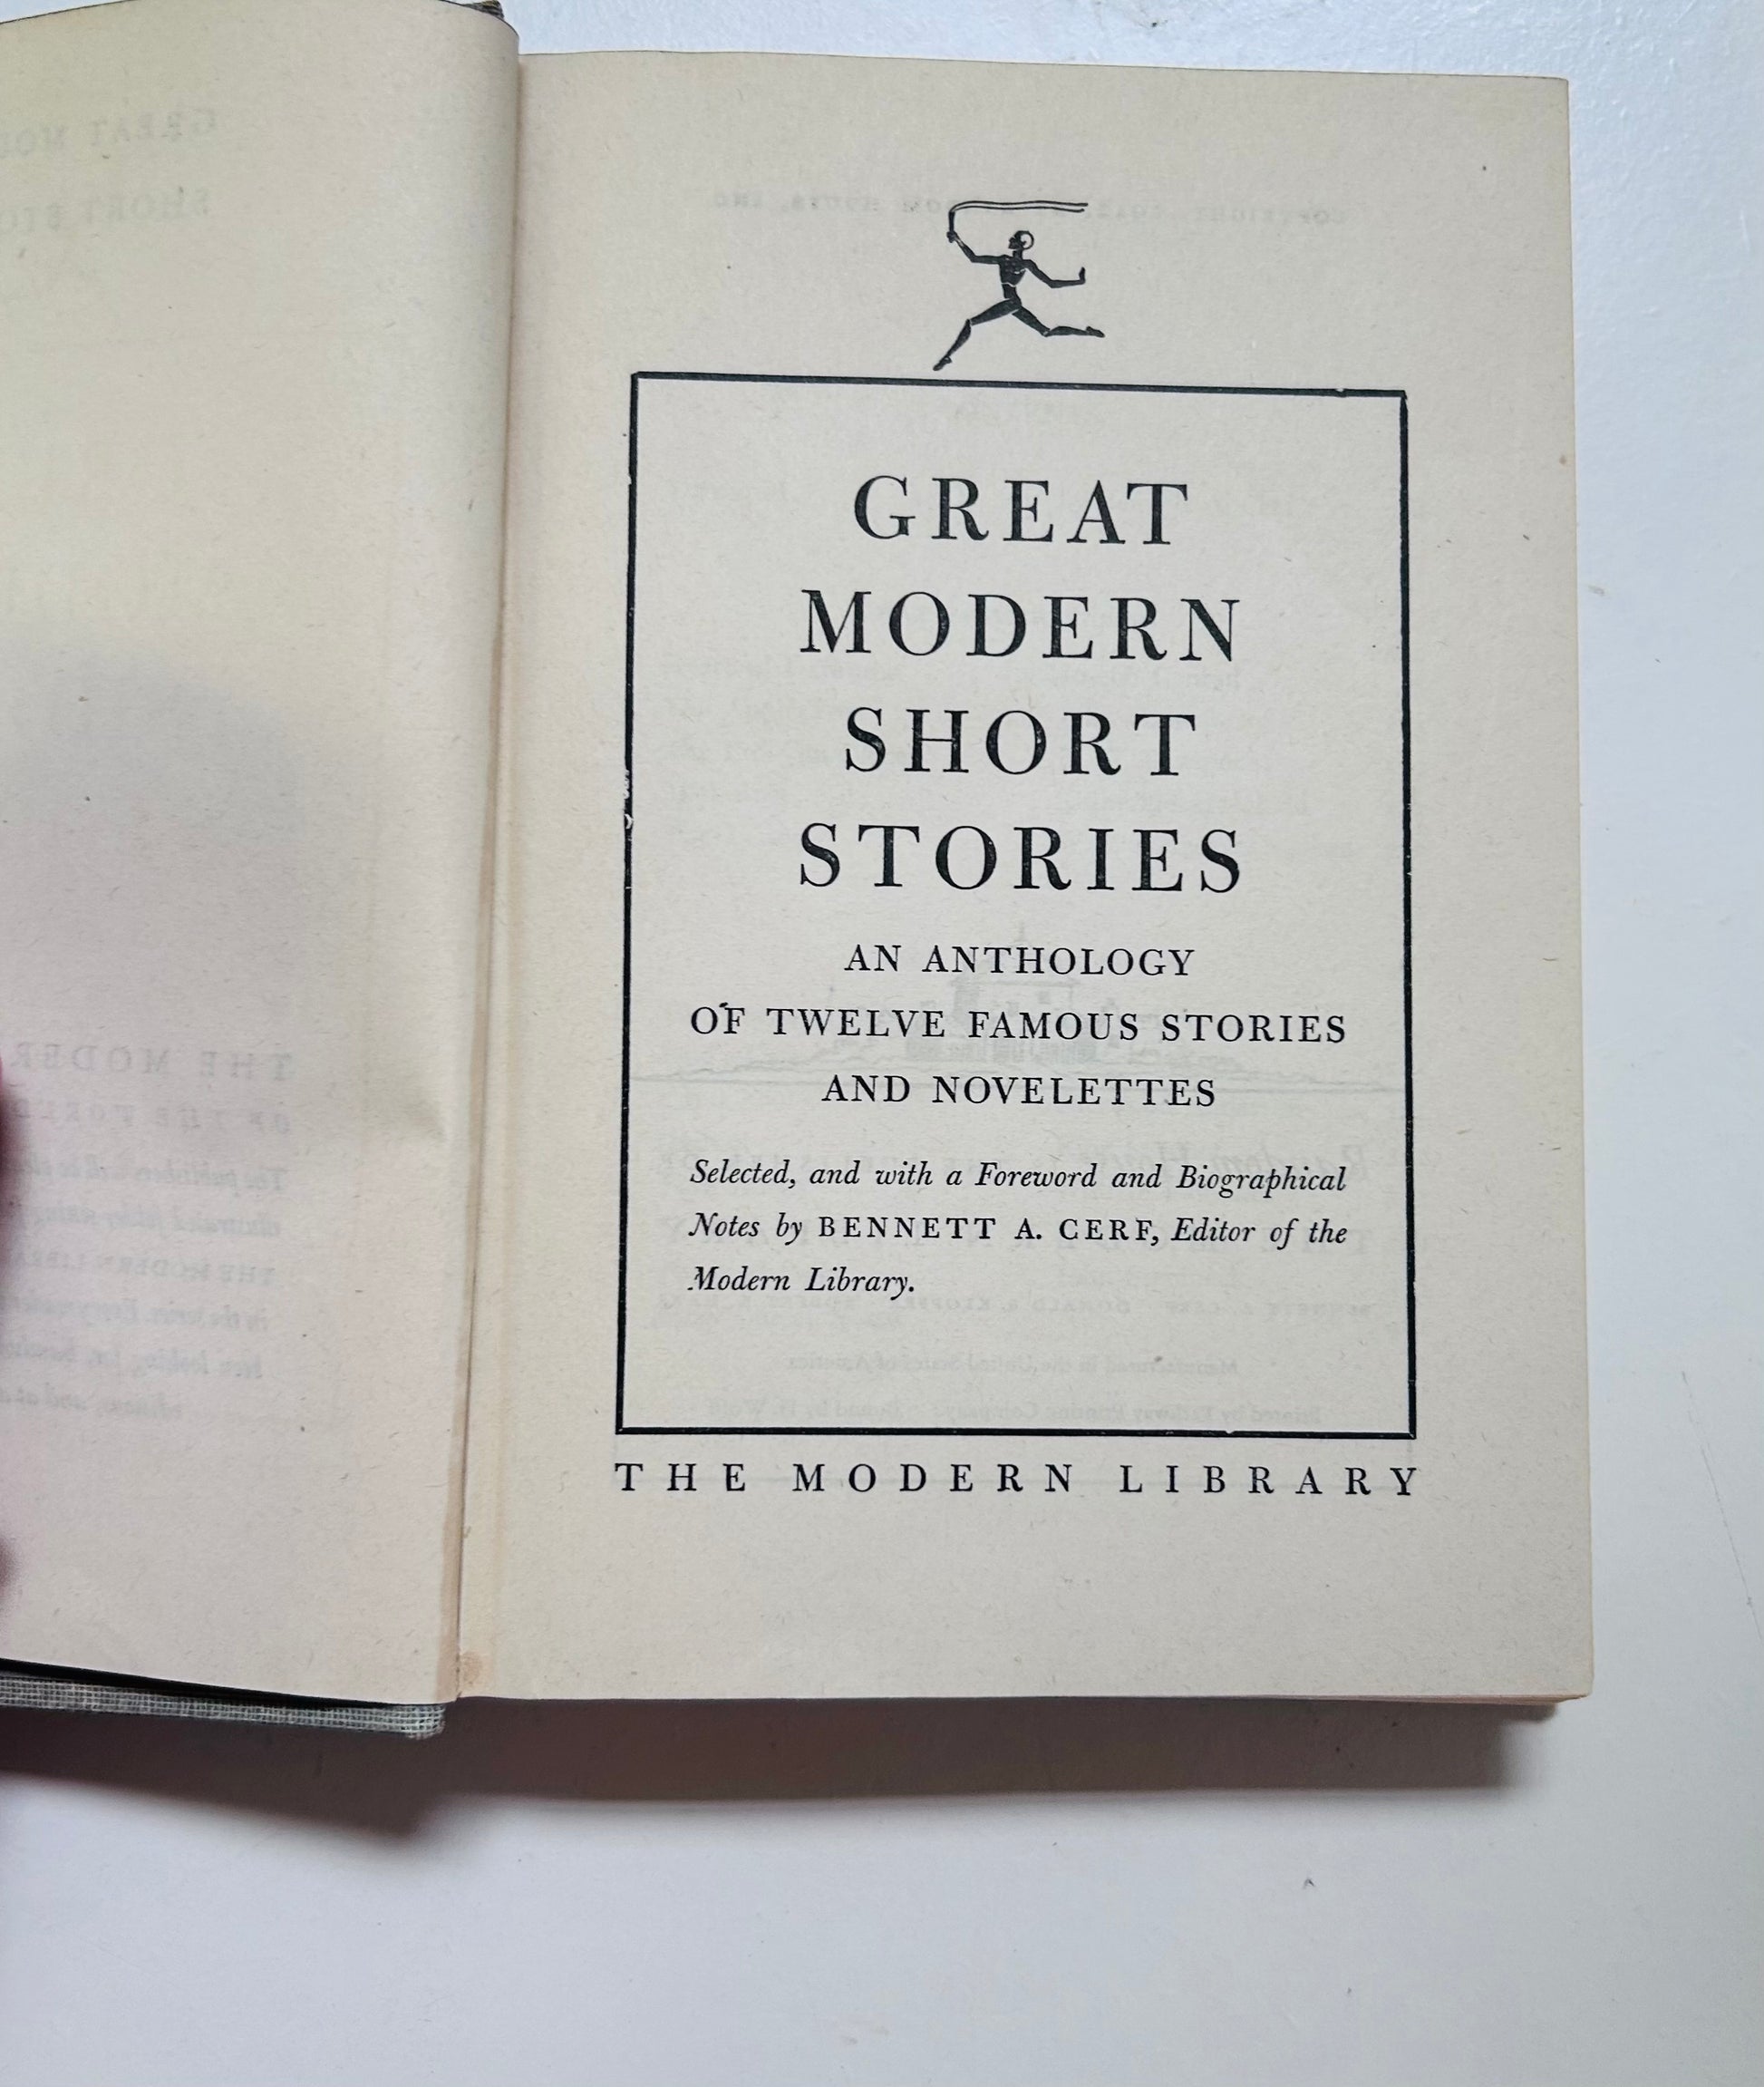 GREAT
MODERN
SHORT
STORIES
AN ANTHOLOGY
OF TWELVE FAMOUS STORIES
AND NOVELETTES
Selected, and with a Foreword and Biographical
Notes by BENNETT A. CERF, Editor of the
Modern Library.
THE MODERN LIBRARY